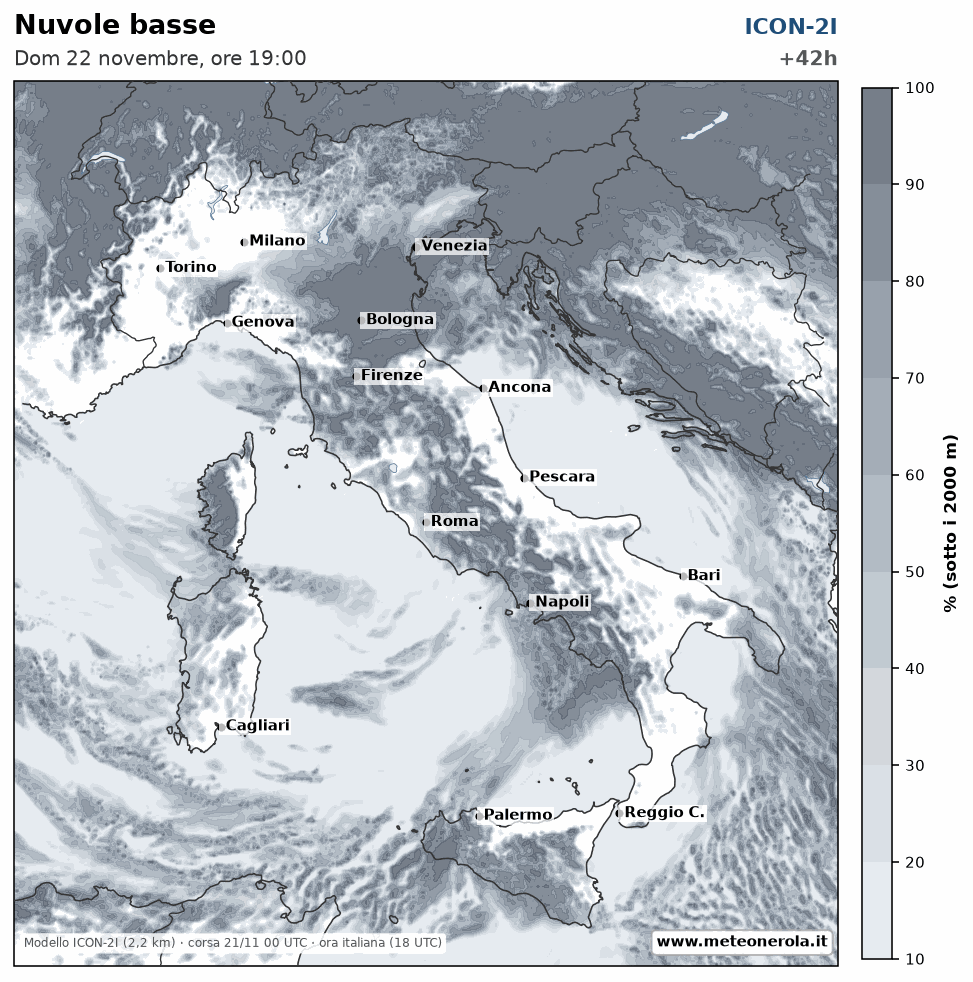 Nuvole basse
ICON-2I
Dom 22 novembre, ore 19:00
+42h
100
90
80
70
60
50
40
30
20
10
% (sotto i 2000 m)
Milano
Venezia
Torino
Genova
Bologna
Firenze
Ancona
Pescara
Roma
Bari
Napoli
Cagliari
Palermo
Reggio C.
Modello ICON-2I (2,2 km) · corsa 21/11 00 UTC · ora italiana (18 UTC)
www.meteonerola.it